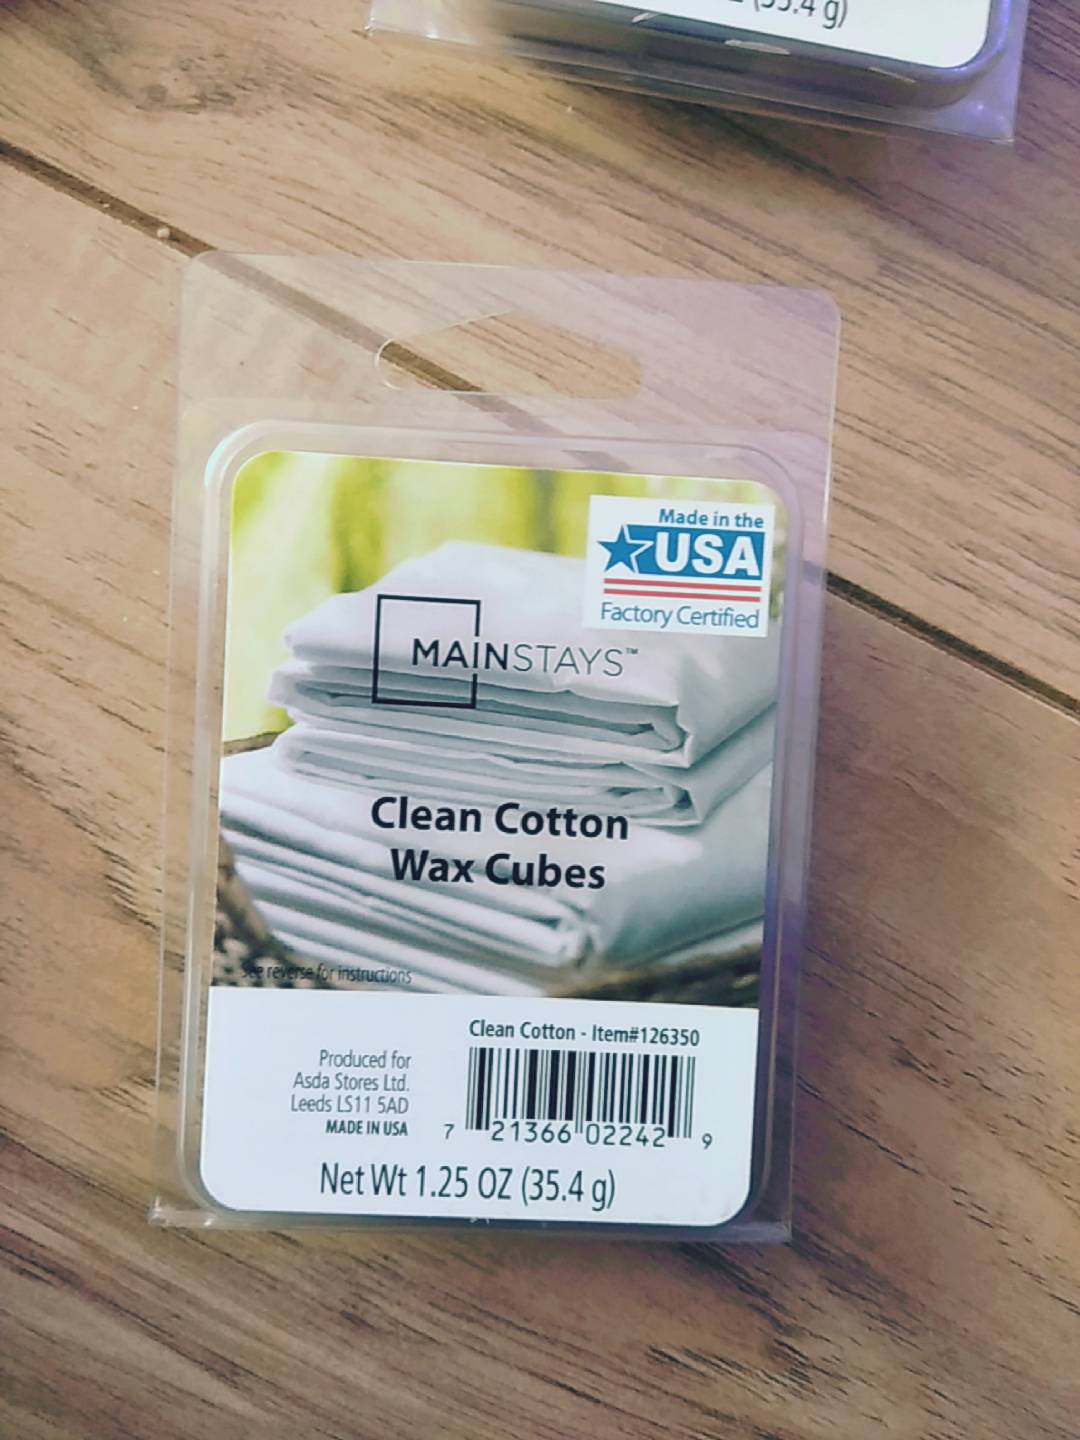 (35.4 g)
Made in the
USA
Factory Certified
MAINSTAYS™
Clean Cotton
Wax Cubes
See reverse for instructions
Clean Cotton - Item#126350
Produced for
Asda Stores Ltd.
Leeds LS11 5AD
MADE IN USA
7 21366 02242 9
Net Wt 1.25 OZ (35.4 g)